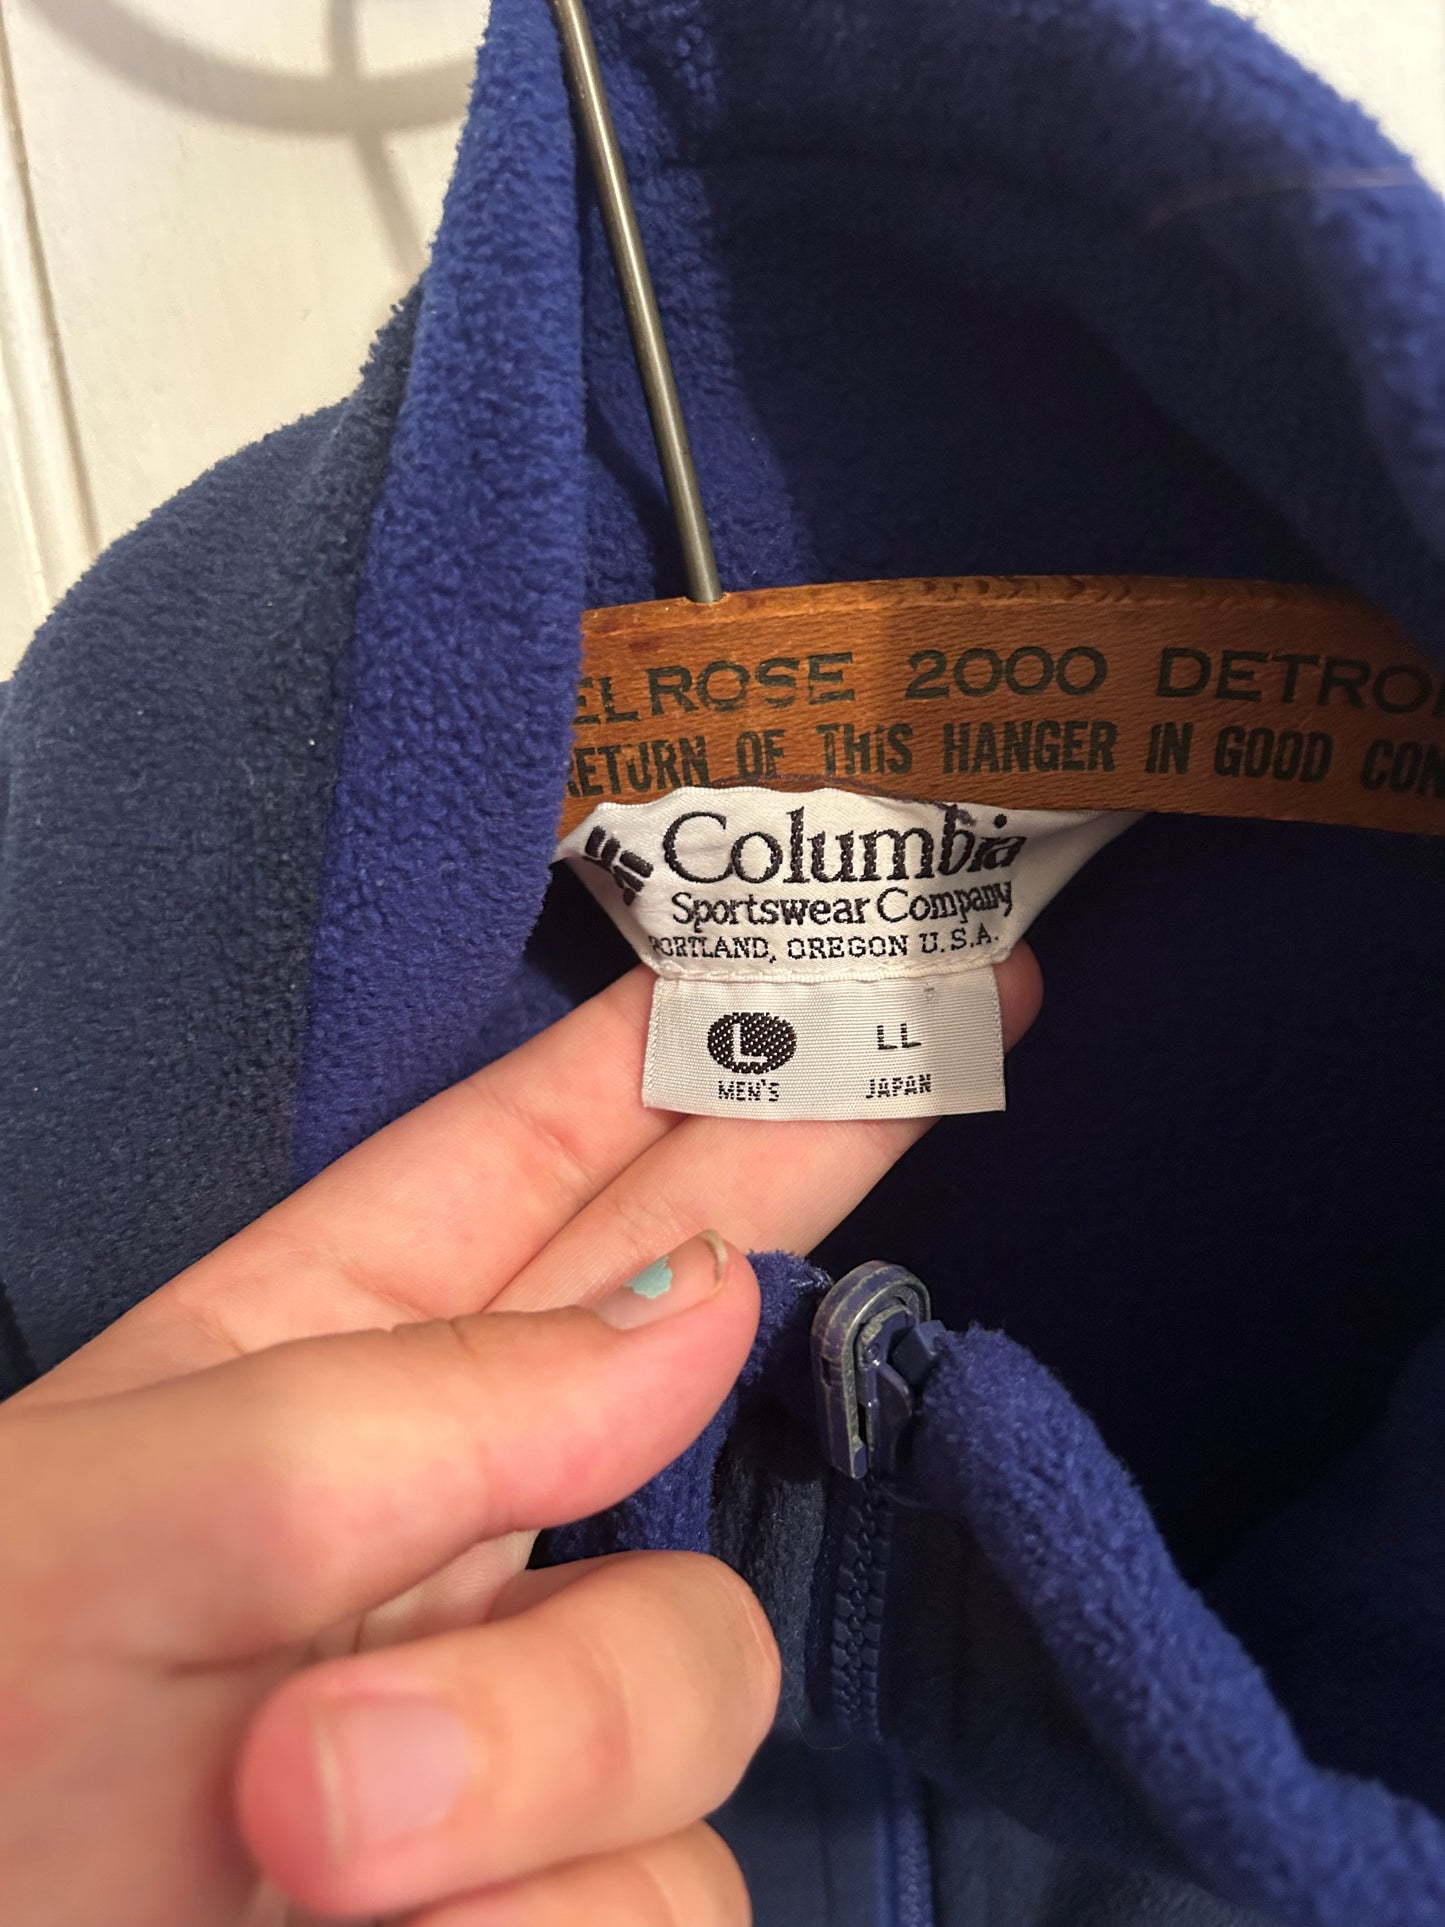 ELROSE 2000 DETRO
RETURN OF THIS HANGER IN GOOD CON
Columbia
Sportswear Company
PORTLAND, OREGON U.S.A.
L LL
MEN'S JAPAN